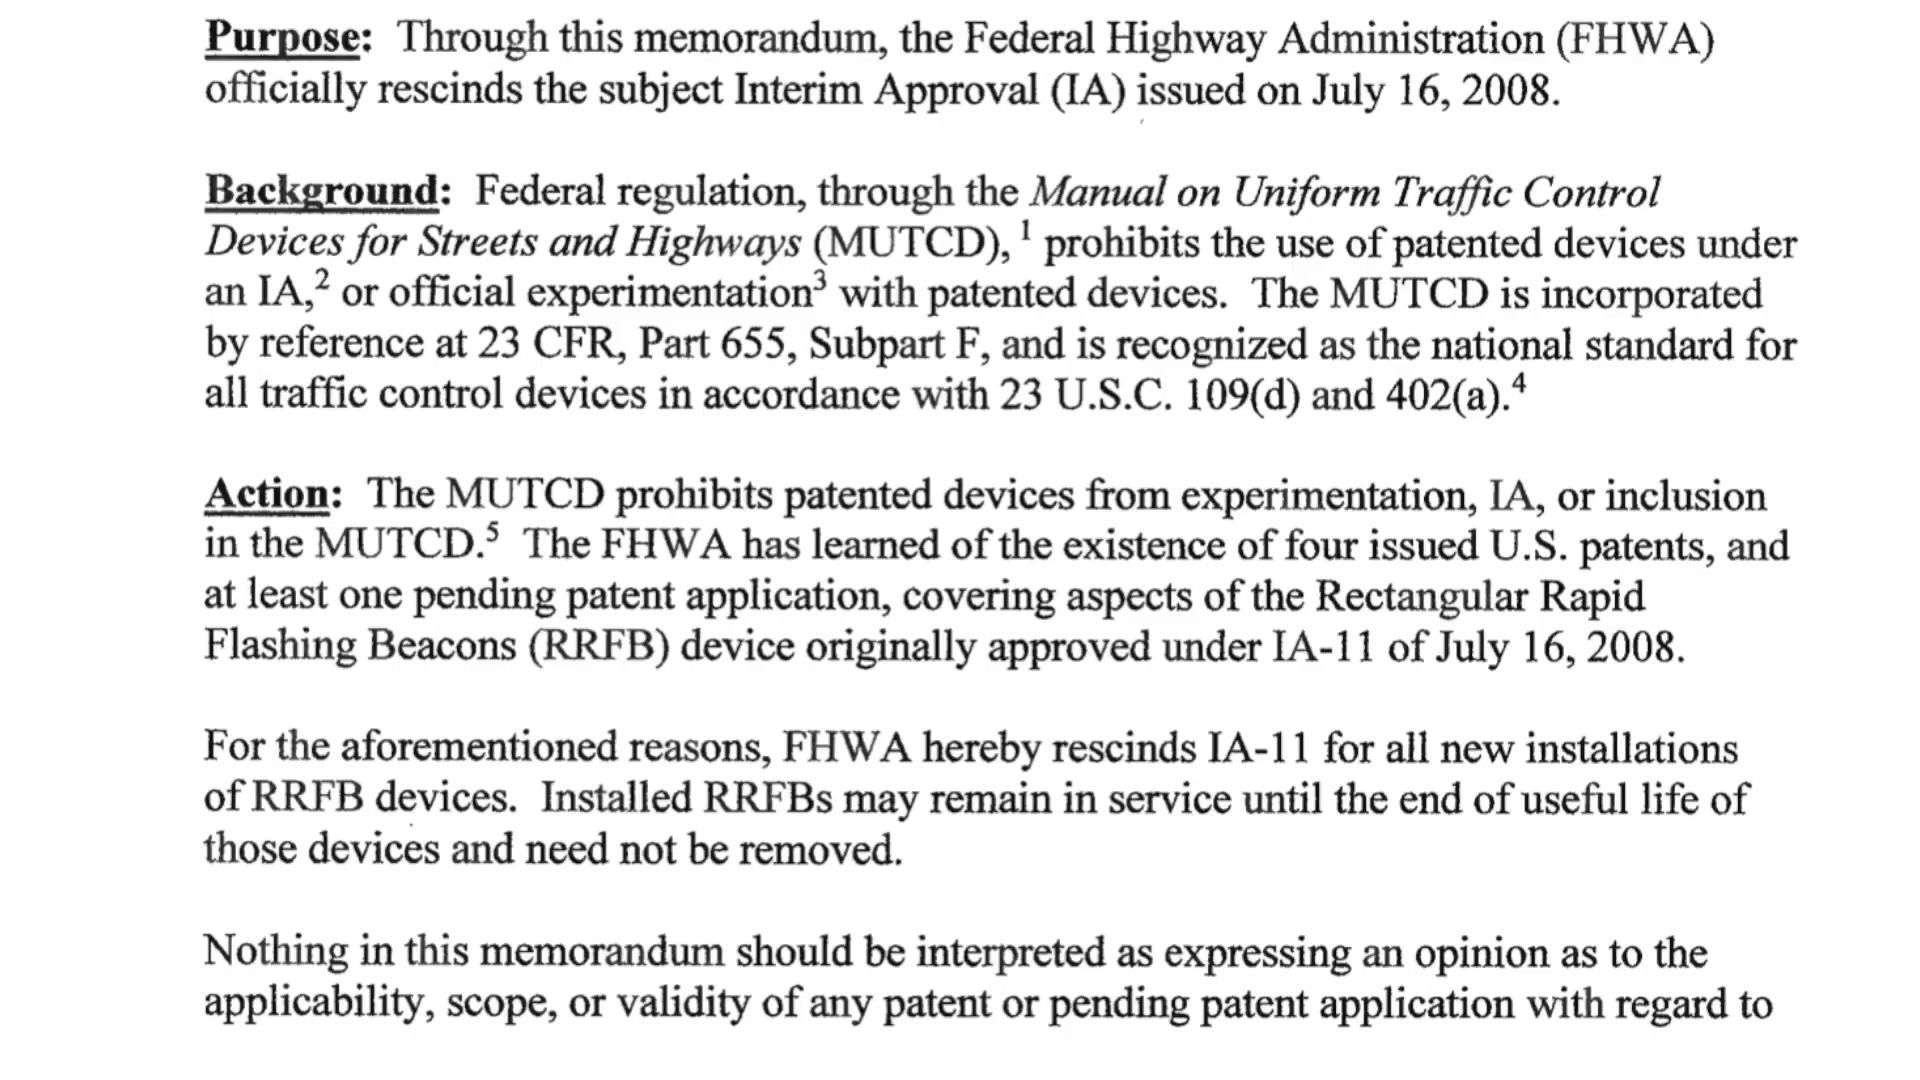 Purpose: Through this memorandum, the Federal Highway Administration (FHWA)
officially rescinds the subject Interim Approval (IA) issued on July 16, 2008.
Background: Federal regulation, through the Manual on Uniform Traffic Control
Devices for Streets and Highways (MUTCD), ¹ prohibits the use of patented devices under
an IA,² or official experimentation³ with patented devices. The MUTCD is incorporated
by reference at 23 CFR, Part 655, Subpart F, and is recognized as the national standard for
all traffic control devices in accordance with 23 U.S.C. 109(d) and 402(a).⁴
Action: The MUTCD prohibits patented devices from experimentation, IA, or inclusion
in the MUTCD.⁵ The FHWA has learned of the existence of four issued U.S. patents, and
at least one pending patent application, covering aspects of the Rectangular Rapid
Flashing Beacons (RRFB) device originally approved under IA-11 of July 16, 2008.
For the aforementioned reasons, FHWA hereby rescinds IA-11 for all new installations
of RRFB devices. Installed RRFBs may remain in service until the end of useful life of
those devices and need not be removed.
Nothing in this memorandum should be interpreted as expressing an opinion as to the
applicability, scope, or validity of any patent or pending patent application with regard to